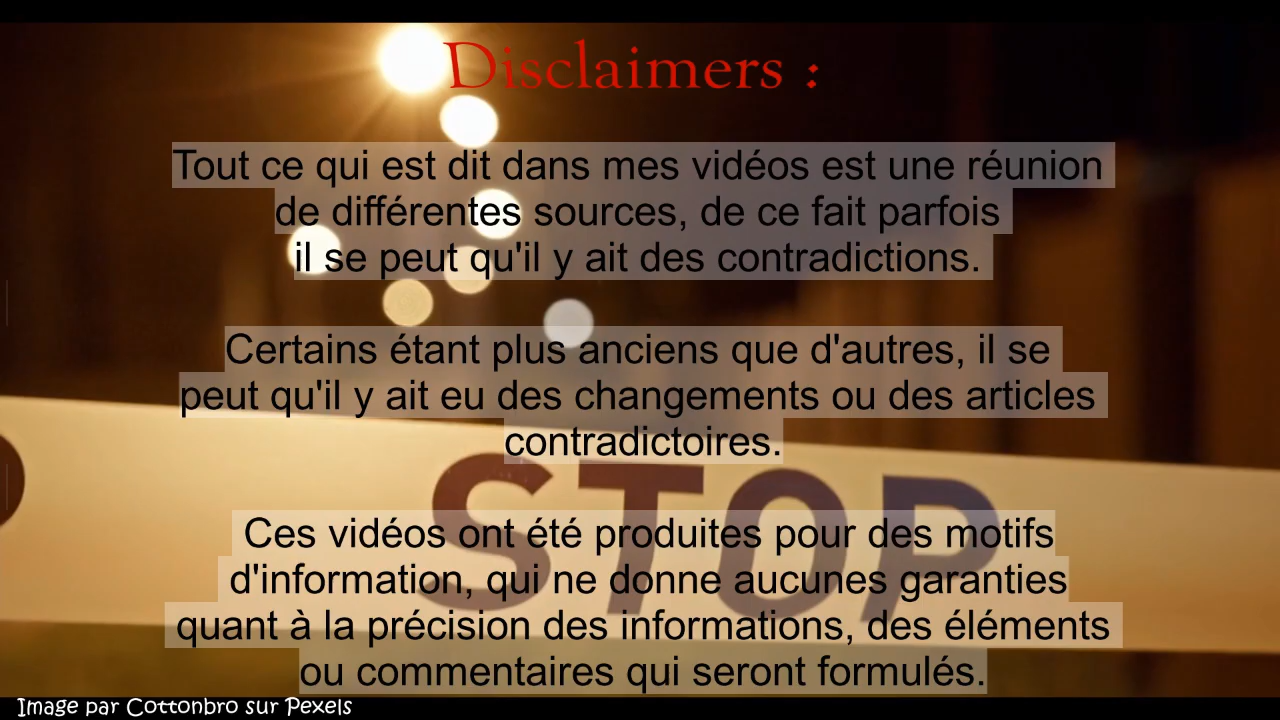 Disclaimers :
Tout ce qui est dit dans mes vidéos est une réunion
de différentes sources, de ce fait parfois
il se peut qu'il y ait des contradictions.
Certains étant plus anciens que d'autres, il se
peut qu'il y ait eu des changements ou des articles
contradictoires.
STOP
Ces vidéos ont été produites pour des motifs
d'information, qui ne donne aucunes garanties
quant à la précision des informations, des éléments
ou commentaires qui seront formulés.
Image par Cottonbro sur Pexels